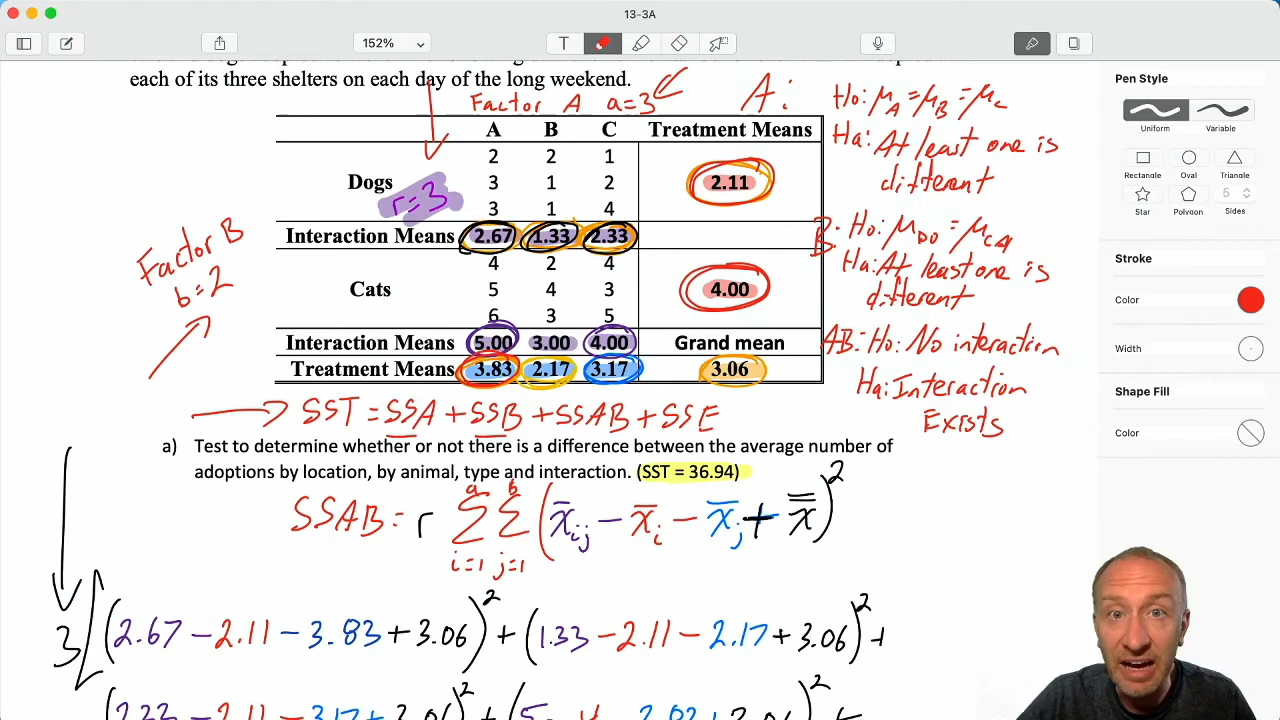 13-3A
152%
T
each of its three shelters on each day of the long weekend.
Factor A a=3
A:
A B C Treatment Means
2 2 1
Dogs 3 1 2 2.11
r=3
3 1 4
Interaction Means 2.67 1.33 2.33
4 2 4
Cats 5 4 3 4.00
6 3 5
Interaction Means 5.00 3.00 4.00 Grand mean
Treatment Means 3.83 2.17 3.17 3.06
Factor B
b=2
Ho: μA = μB = μC
Ha: At least one is
different
B: Ho: μDO = μCA
Ha: At least one is
different
AB: Ho: No interaction
Ha: Interaction
Exists
SST = SSA + SSB + SSAB + SSE
a) Test to determine whether or not there is a difference between the average number of
adoptions by location, by animal, type and interaction. (SST = 36.94)
SSAB = r Σᵃᵢ₌₁ Σᵇⱼ₌₁ (x̄ij − x̄i − x̄j + x̿)²
3[(2.67 − 2.11 − 3.83 + 3.06)² + (1.33 − 2.11 − 2.17 + 3.06)² +
Pen Style
Uniform
Variable
Rectangle
Oval
Triangle
Star
Polygon
5
Sides
Stroke
Color
Width
Shape Fill
Color